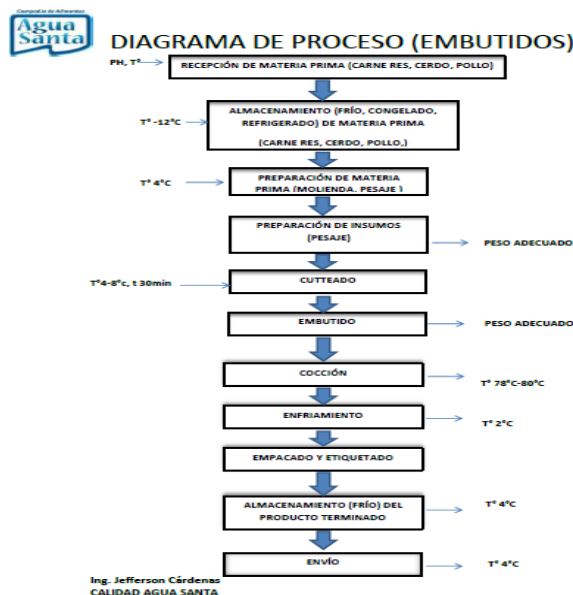 Compañía de Alimentos
Agua
Santa
DIAGRAMA DE PROCESO (EMBUTIDOS)
PH, T°
RECEPCIÓN DE MATERIA PRIMA (CARNE RES, CERDO, POLLO)
T° -12°C
ALMACENAMIENTO (FRÍO, CONGELADO,
REFRIGERADO) DE MATERIA PRIMA
(CARNE RES, CERDO, POLLO,)
T° 4°C
PREPARACIÓN DE MATERIA
PRIMA (MOLIENDA, PESAJE )
PREPARACIÓN DE INSUMOS
(PESAJE)
PESO ADECUADO
T°4-8°c, t 30min
CUTTEADO
EMBUTIDO
PESO ADECUADO
COCCIÓN
T° 78°C-80°C
ENFRIAMIENTO
T° 2°C
EMPACADO Y ETIQUETADO
ALMACENAMIENTO (FRÍO) DEL
PRODUCTO TERMINADO
T° 4°C
ENVÍO
T° 4°C
Ing. Jefferson Cárdenas
CALIDAD AGUA SANTA